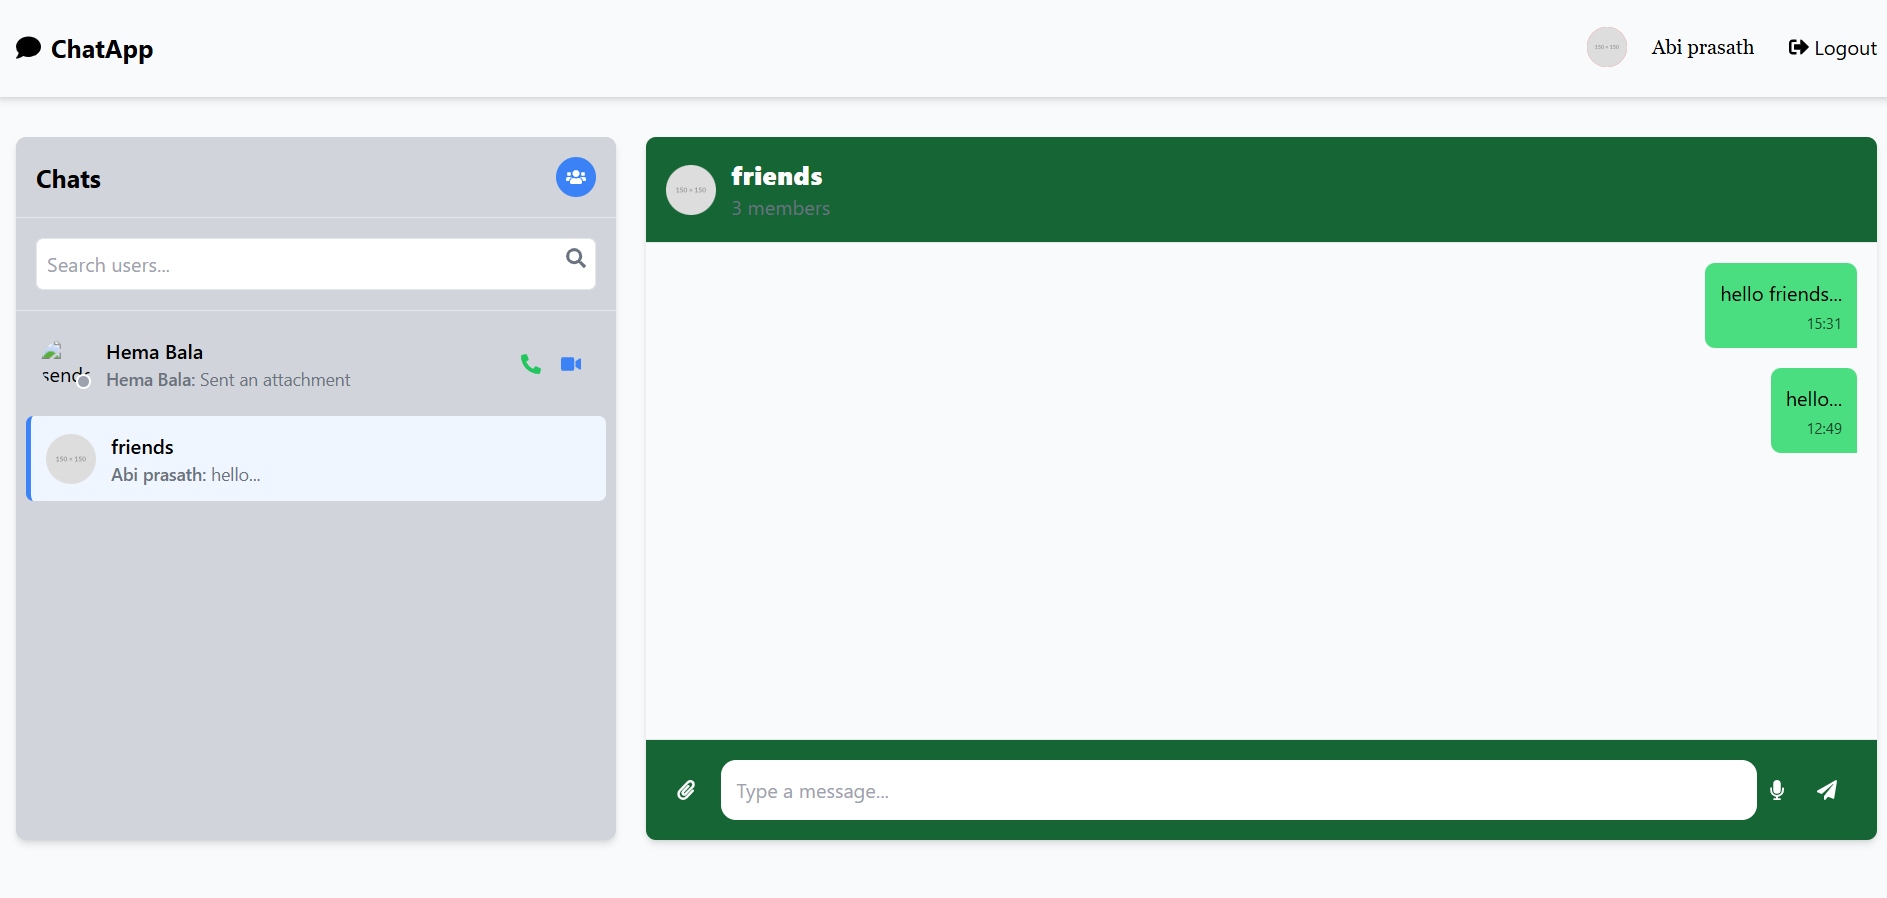 ChatApp
Abi prasath
Logout
Chats
Search users...
Hema Bala
Hema Bala: Sent an attachment
friends
Abi prasath: hello...
friends
3 members
hello friends...
15:31
hello...
12:49
Type a message...
150 × 150
150 × 150
150 × 150